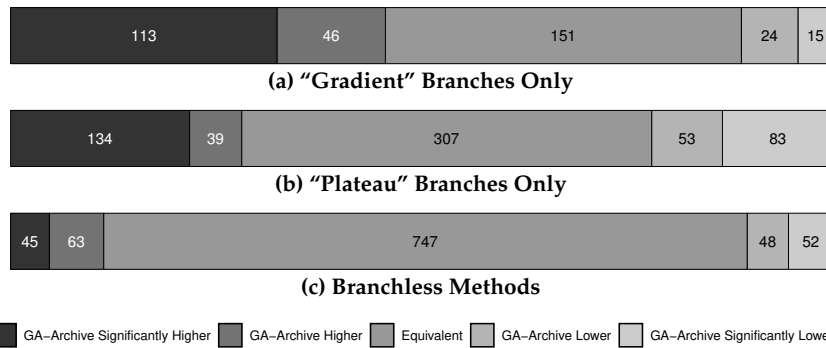 113 46 151 24 15
(a) “Gradient” Branches Only
134 39 307 53 83
(b) “Plateau” Branches Only
45 63 747 48 52
(c) Branchless Methods
GA−Archive Significantly Higher GA−Archive Higher Equivalent GA−Archive Lower GA−Archive Significantly Lowe